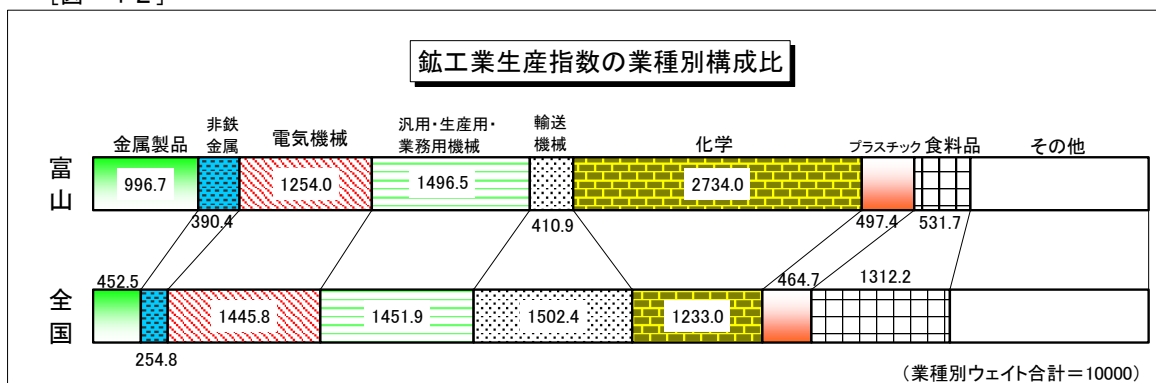 鉱工業生産指数の業種別構成比
金属製品
非鉄
金属
電気機械
汎用・生産用・
業務用機械
輸送
機械
化学
プラスチック
食料品
その他
富
山
996.7
390.4
1254.0
1496.5
410.9
2734.0
497.4
531.7
全
国
452.5
254.8
1445.8
1451.9
1502.4
1233.0
464.7
1312.2
(業種別ウェイト合計=10000)